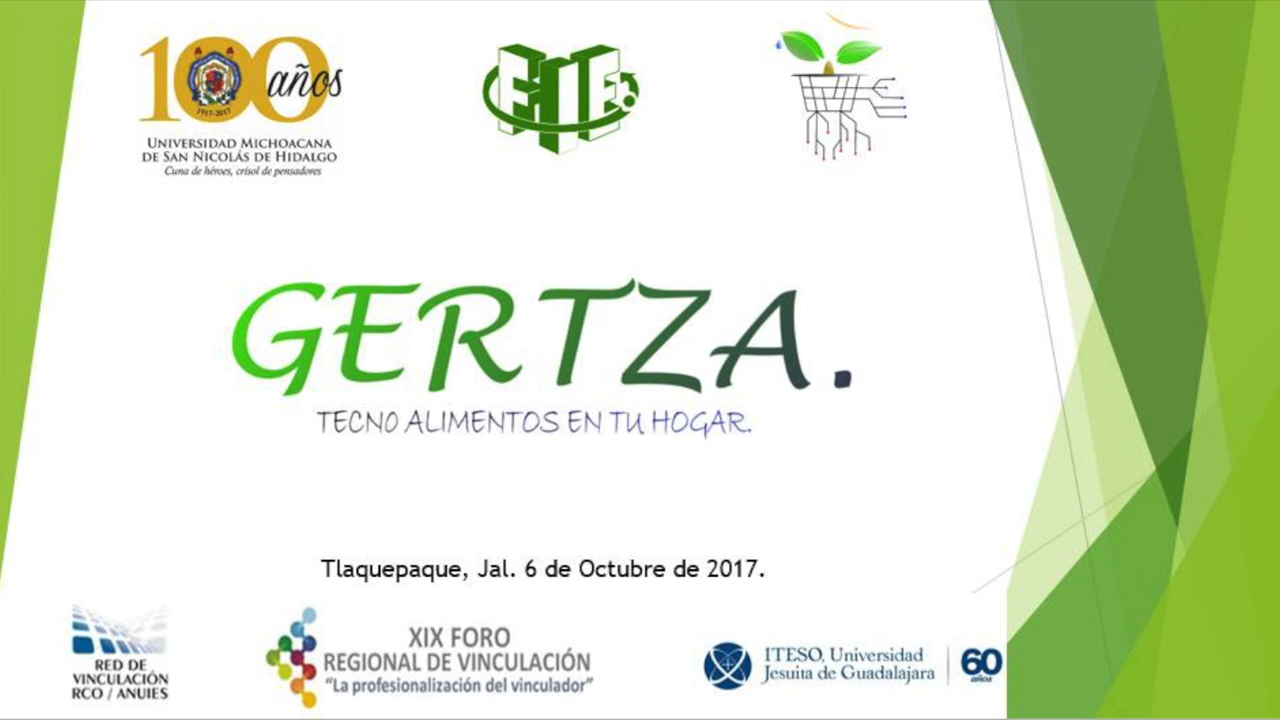 100 años
1917-2017
UNIVERSIDAD MICHOACANA
DE SAN NICOLÁS DE HIDALGO
Cuna de héroes, crisol de pensadores
FIE.
GERTZA.
TECNO ALIMENTOS EN TU HOGAR.
Tlaquepaque, Jal. 6 de Octubre de 2017.
RED DE
VINCULACIÓN
RCO / ANUIES
XIX FORO
REGIONAL DE VINCULACIÓN
“La profesionalización del vinculador”
ITESO, Universidad
Jesuita de Guadalajara
60
años